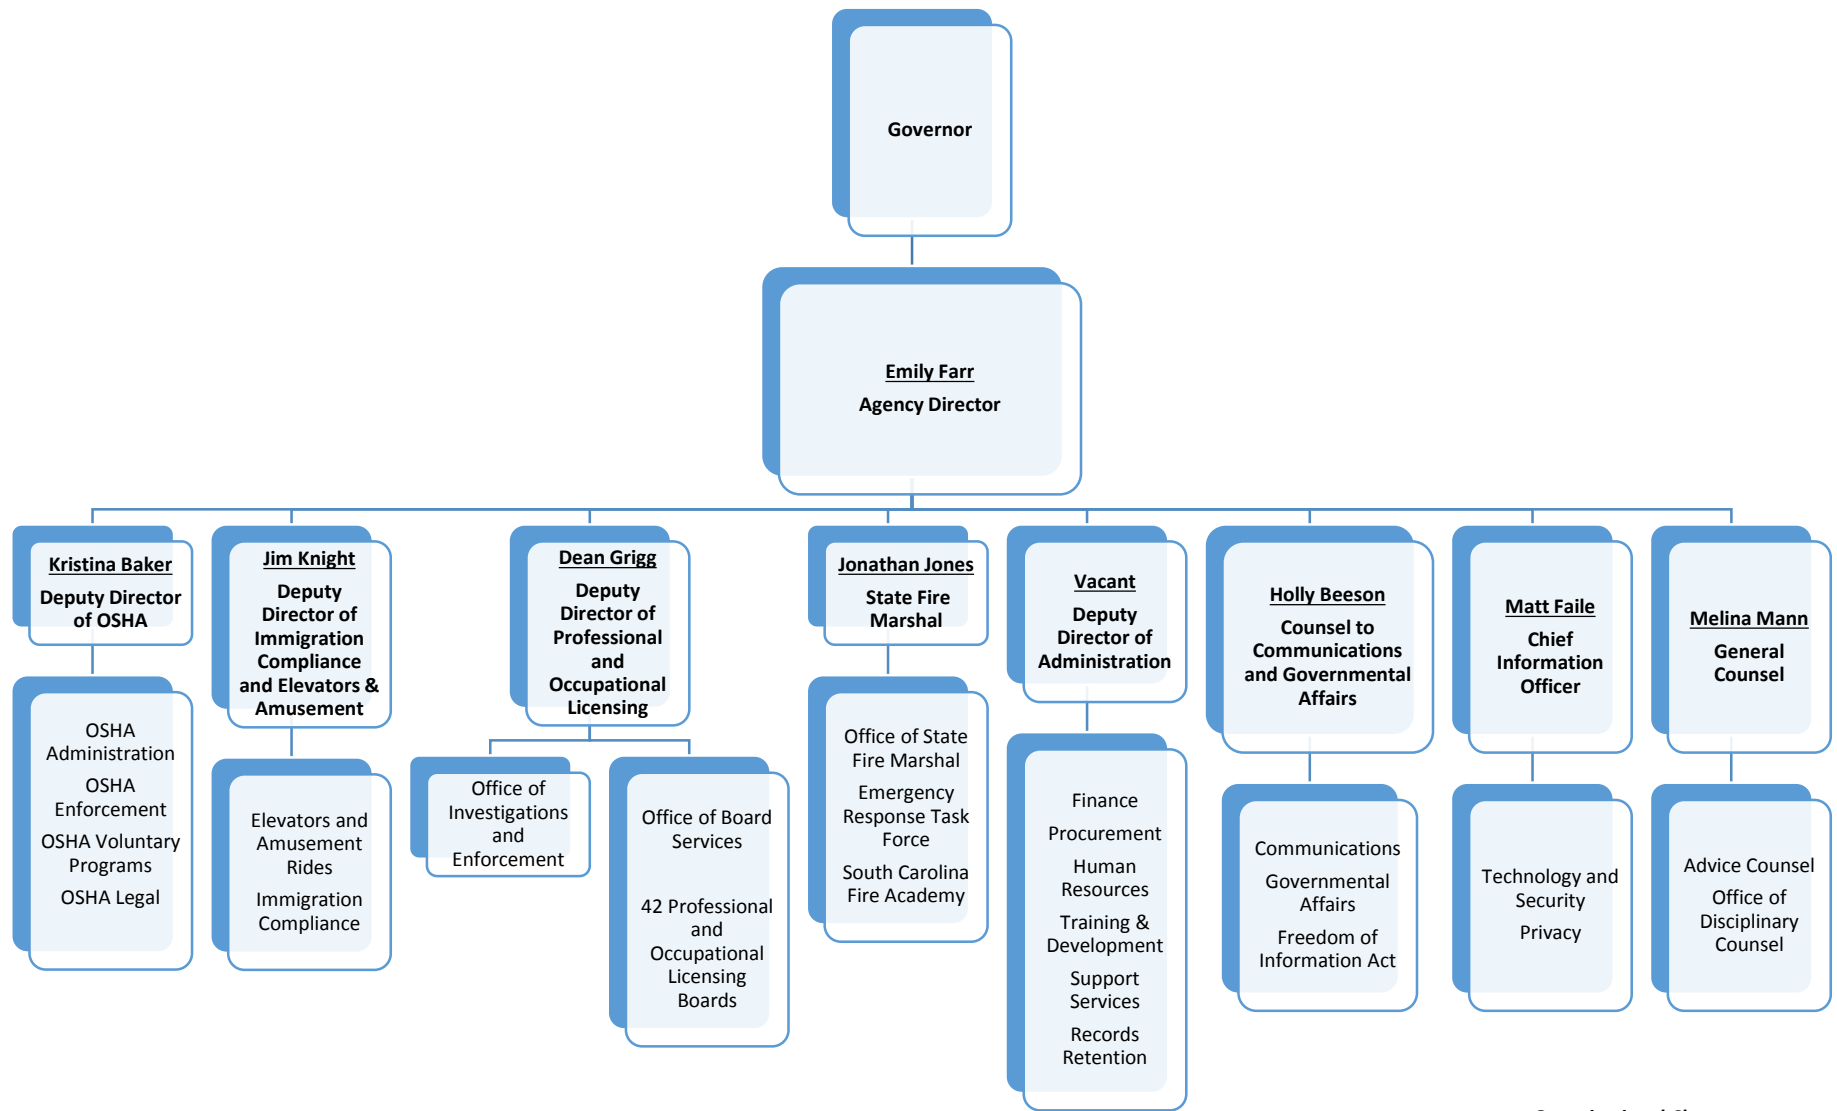 Governor
Emily Farr
Agency Director
Kristina Baker
Deputy Director
of OSHA
OSHA
Administration
OSHA
Enforcement
OSHA Voluntary
Programs
OSHA Legal
Jim Knight
Deputy
Director of
Immigration
Compliance
and Elevators &
Amusement
Elevators and
Amusement
Rides
Immigration
Compliance
Dean Grigg
Deputy
Director of
Professional
and
Occupational
Licensing
Office of
Investigations
and
Enforcement
Office of Board
Services
42 Professional
and
Occupational
Licensing
Boards
Jonathan Jones
State Fire
Marshal
Office of State
Fire Marshal
Emergency
Response Task
Force
South Carolina
Fire Academy
Vacant
Deputy
Director of
Administration
Finance
Procurement
Human
Resources
Training &
Development
Support
Services
Records
Retention
Holly Beeson
Counsel to
Communications
and Governmental
Affairs
Communications
Governmental
Affairs
Freedom of
Information Act
Matt Faile
Chief
Information
Officer
Technology and
Security
Privacy
Melina Mann
General
Counsel
Advice Counsel
Office of
Disciplinary
Counsel